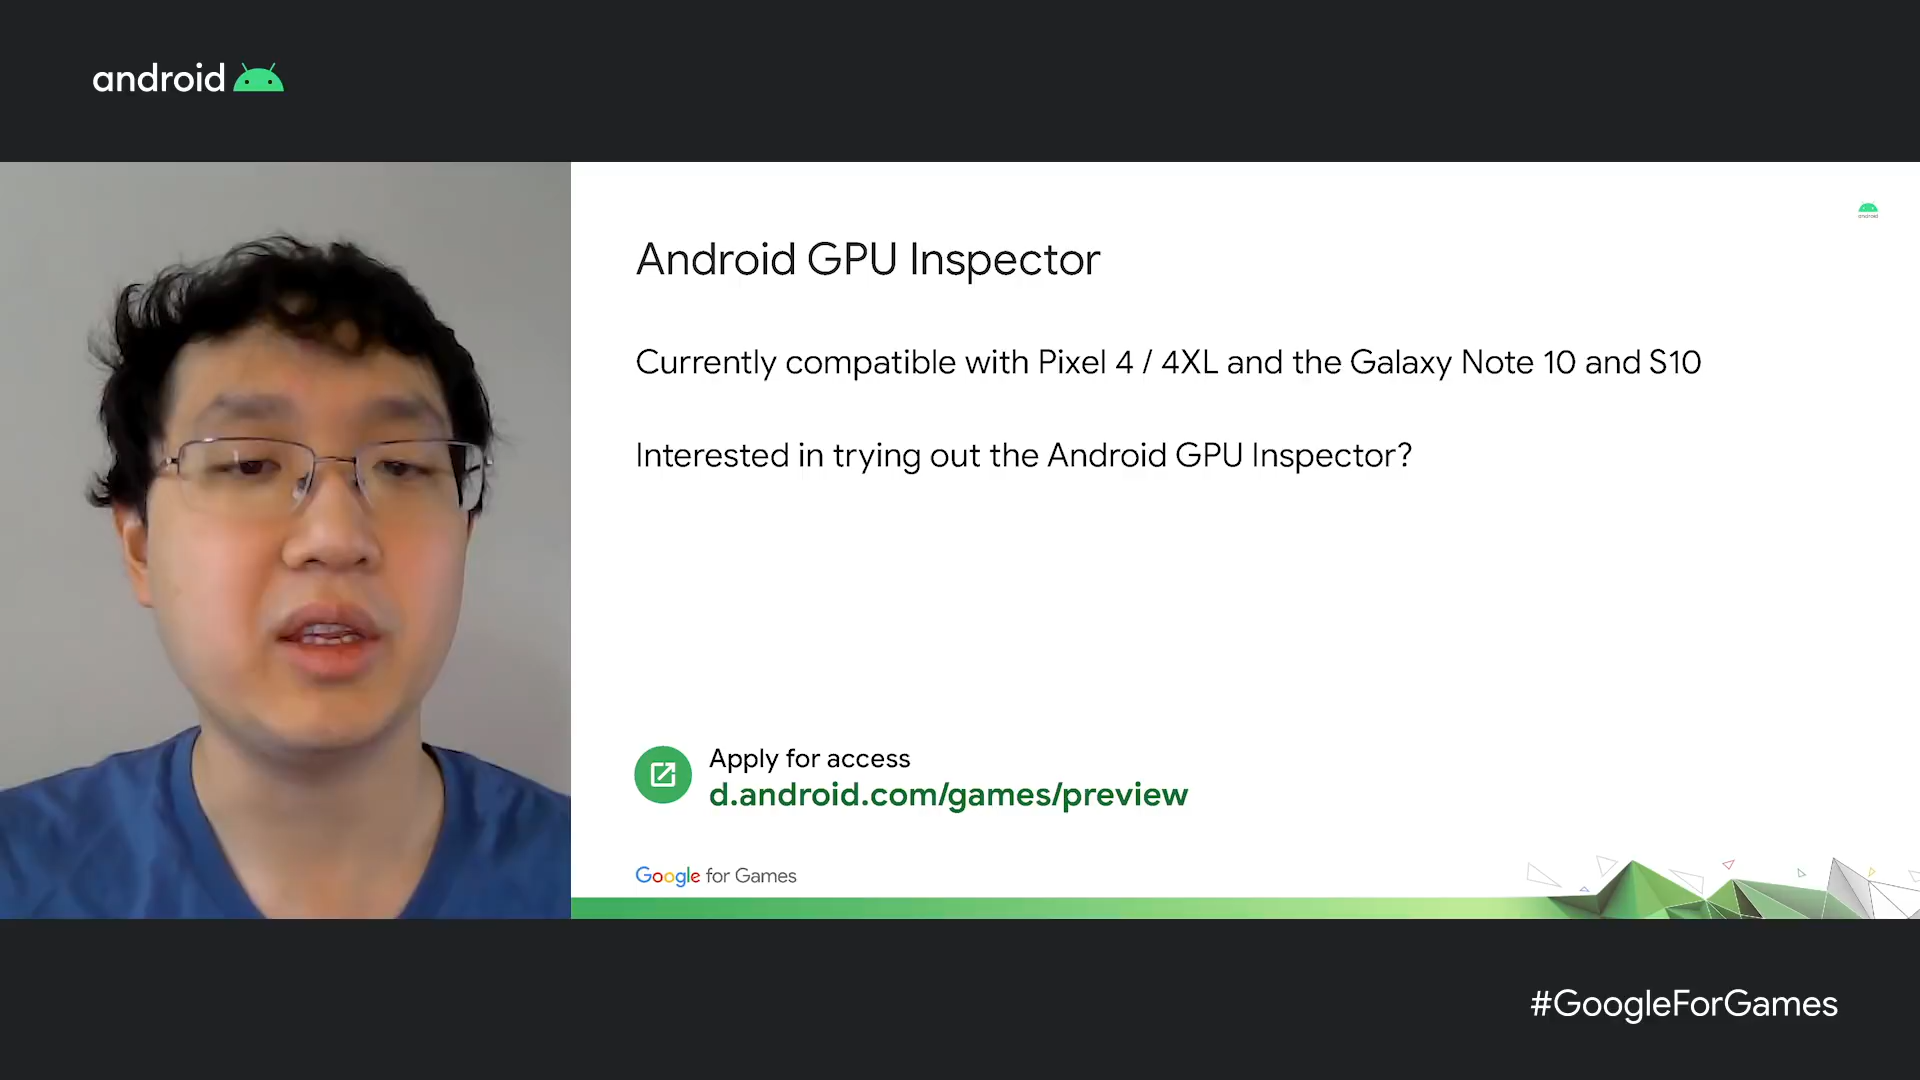 android
android
Android GPU Inspector
Currently compatible with Pixel 4 / 4XL and the Galaxy Note 10 and S10
Interested in trying out the Android GPU Inspector?
Apply for access
d.android.com/games/preview
Google for Games
#GoogleForGames